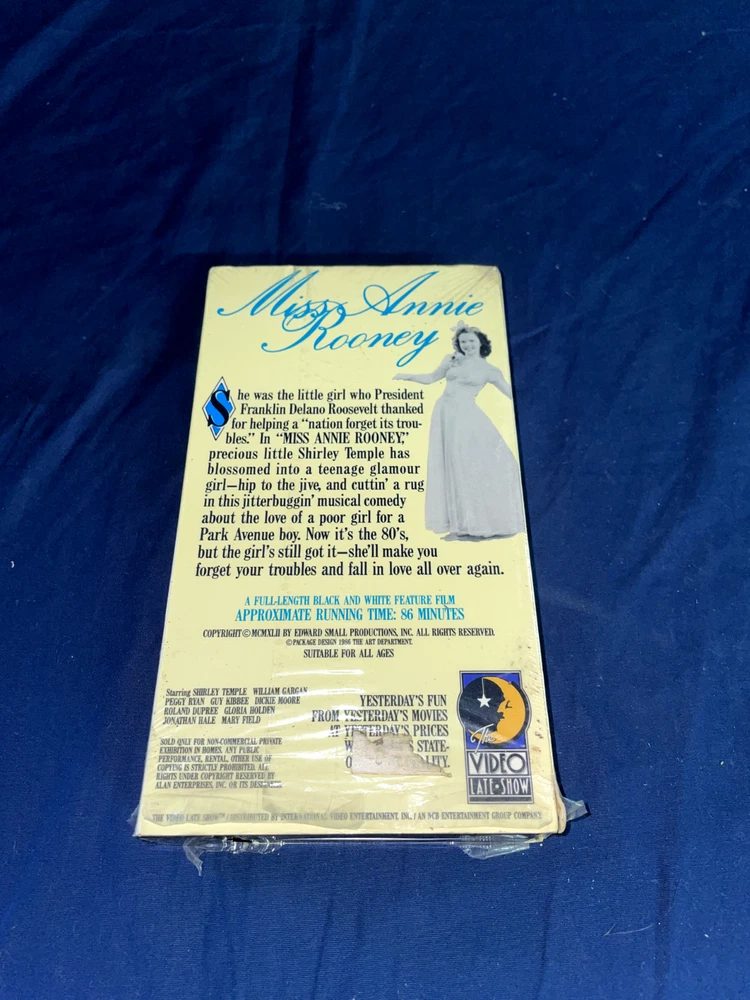 Miss Annie
Rooney
She was the little girl who President
Franklin Delano Roosevelt thanked
for helping a “nation forget its trou-
bles.” In “MISS ANNIE ROONEY,”
precious little Shirley Temple has
blossomed into a teenage glamour
girl—hip to the jive, and cuttin’ a rug
in this jitterbuggin’ musical comedy
about the love of a poor girl for a
Park Avenue boy. Now it’s the 80’s,
but the girl’s still got it—she’ll make you
forget your troubles and fall in love all over again.
A FULL-LENGTH BLACK AND WHITE FEATURE FILM
APPROXIMATE RUNNING TIME: 86 MINUTES
COPYRIGHT © MCMXLII BY EDWARD SMALL PRODUCTIONS, INC. ALL RIGHTS RESERVED.
© PACKAGE DESIGN 1986 THE ART DEPARTMENT.
SUITABLE FOR ALL AGES
Starring SHIRLEY TEMPLE WILLIAM GARGAN
PEGGY RYAN GUY KIBBEE DICKIE MOORE
ROLAND DUPREE GLORIA HOLDEN
JONATHAN HALE MARY FIELD
SOLD ONLY FOR NON-COMMERCIAL PRIVATE
EXHIBITION IN HOMES. ANY PUBLIC
PERFORMANCE, RENTAL, OTHER USE OF
COPYING IS STRICTLY PROHIBITED. ALL
RIGHTS UNDER COPYRIGHT RESERVED BY
ALAN ENTERPRISES, INC. OR ITS
YESTERDAY’S FUN
FROM YESTERDAY’S MOVIES
AT YESTERDAY’S PRICES
STATE-
The
VIDEO
LATE•SHOW
THE VIDEO LATE SHOW™ / DISTRIBUTED BY INTERNATIONAL VIDEO ENTERTAINMENT, INC. / AN NCB ENTERTAINMENT GROUP COMPANY